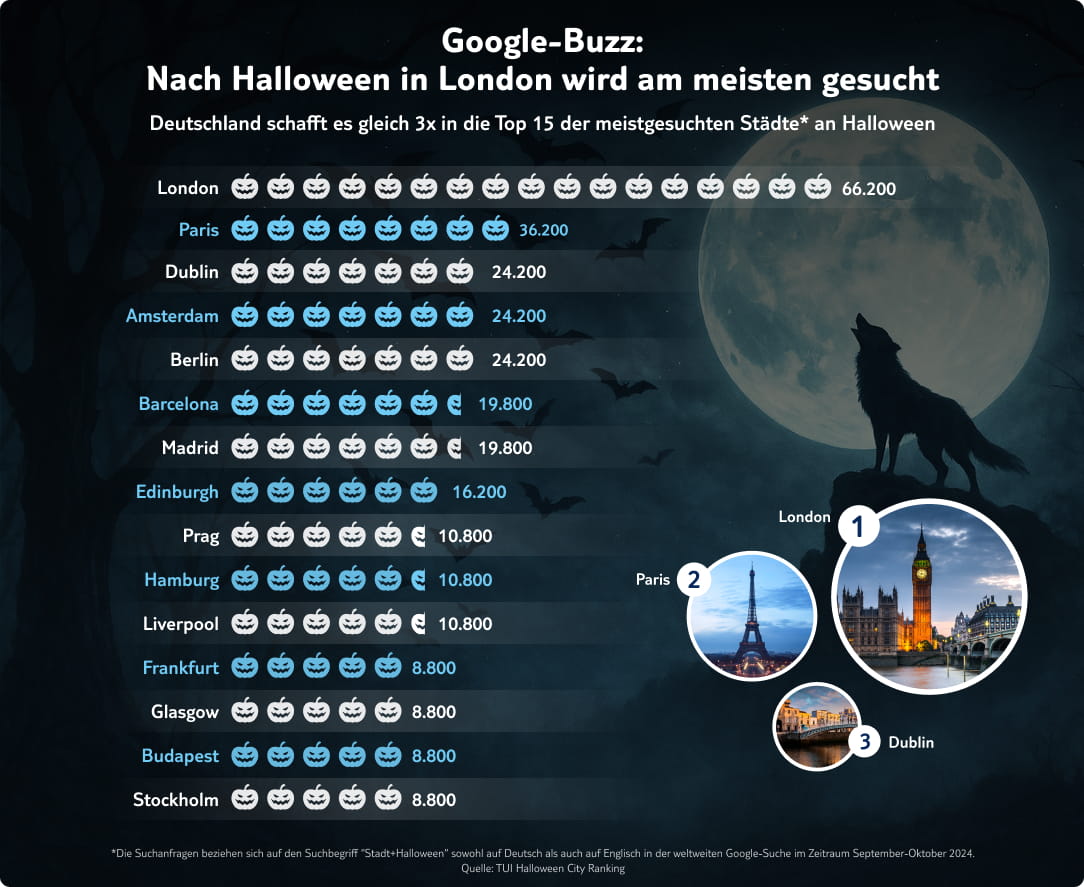 Google-Buzz:
Nach Halloween in London wird am meisten gesucht
Deutschland schafft es gleich 3x in die Top 15 der meistgesuchten Städte* an Halloween
London 66.200
Paris 36.200
Dublin 24.200
Amsterdam 24.200
Berlin 24.200
Barcelona 19.800
Madrid 19.800
Edinburgh 16.200
Prag 10.800
Hamburg 10.800
Liverpool 10.800
Frankfurt 8.800
Glasgow 8.800
Budapest 8.800
Stockholm 8.800
London 1
Paris 2
3 Dublin
*Die Suchanfragen beziehen sich auf den Suchbegriff "Stadt+Halloween" sowohl auf Deutsch als auch auf Englisch in der weltweiten Google-Suche im Zeitraum September-Oktober 2024.
Quelle: TUI Halloween City Ranking